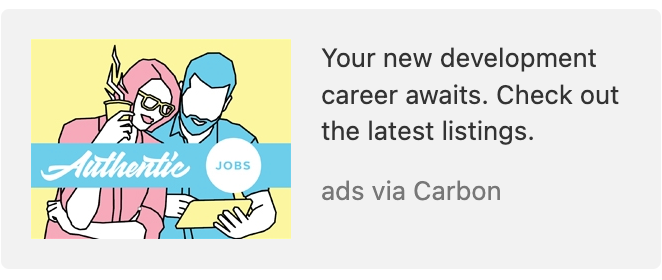 Authentic JOBS
Your new development
career awaits. Check out
the latest listings.
ads via Carbon